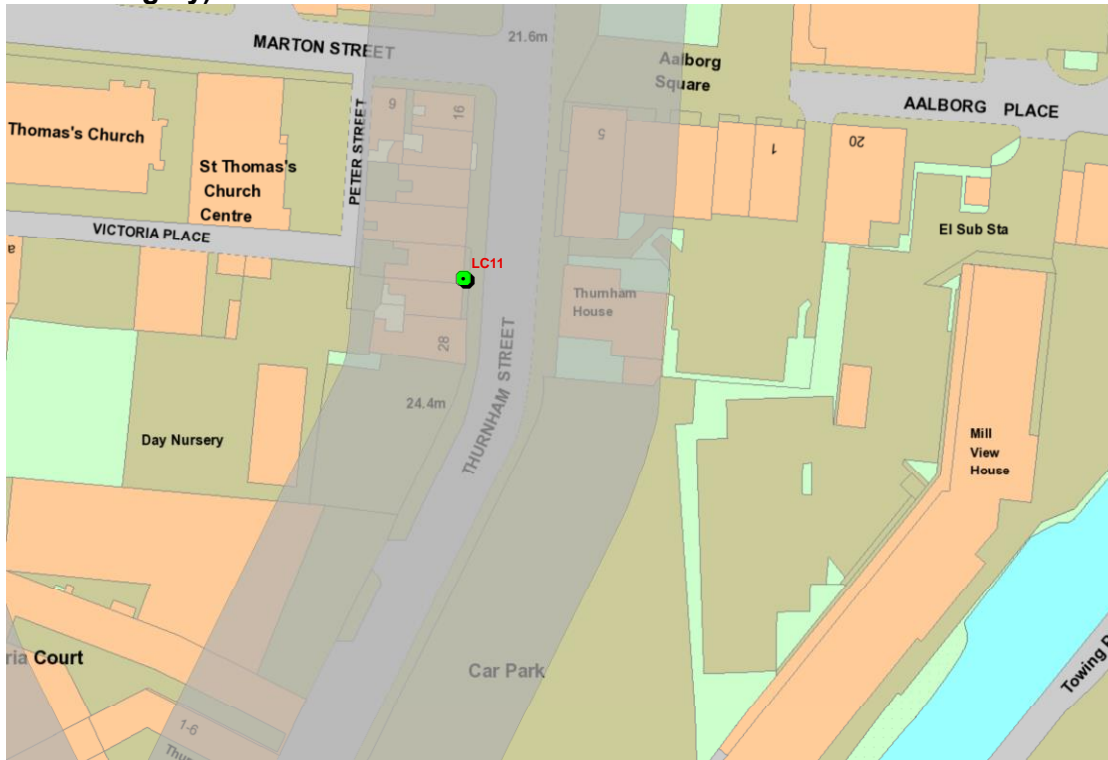 21.6m
MARTON STREET
Aalborg
Square
AALBORG PLACE
9
16
5
1
20
Thomas's Church
St Thomas's
Church
Centre
PETER STREET
VICTORIA PLACE
El Sub Sta
LC11
Thurnham
House
28
THURNHAM STREET
24.4m
Day Nursery
Mill
View
House
ria Court
Car Park
Towing
1-6